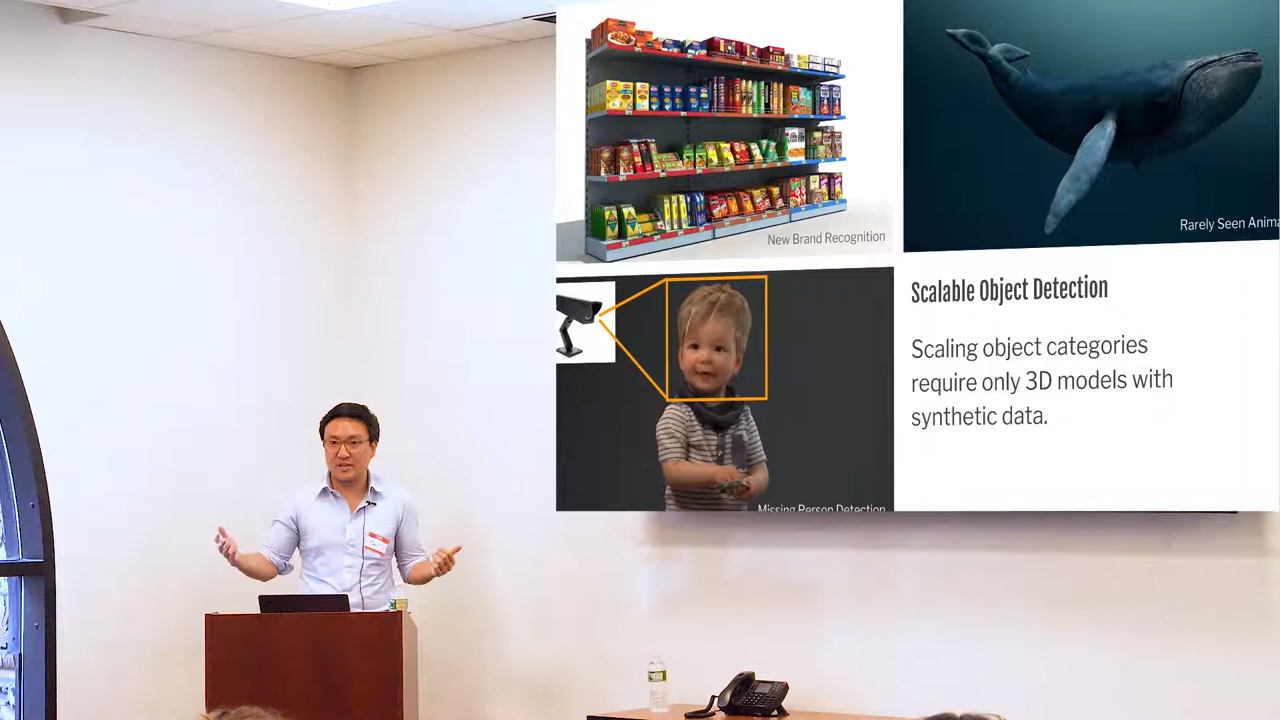 New Brand Recognition
Rarely Seen Anima
Scalable Object Detection
Scaling object categories
require only 3D models with
synthetic data.
Missing Person Detection